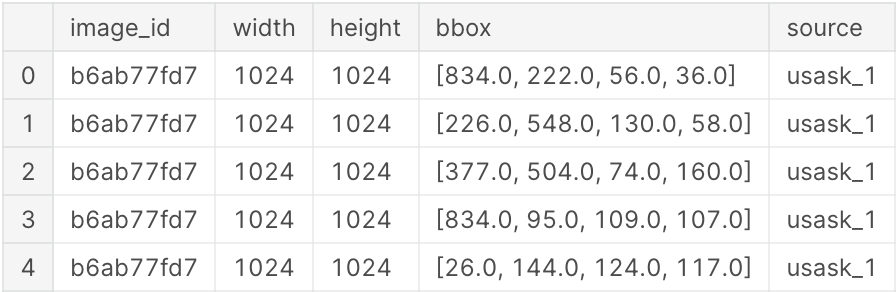 image_id width height bbox source
0 b6ab77fd7 1024 1024 [834.0, 222.0, 56.0, 36.0] usask_1
1 b6ab77fd7 1024 1024 [226.0, 548.0, 130.0, 58.0] usask_1
2 b6ab77fd7 1024 1024 [377.0, 504.0, 74.0, 160.0] usask_1
3 b6ab77fd7 1024 1024 [834.0, 95.0, 109.0, 107.0] usask_1
4 b6ab77fd7 1024 1024 [26.0, 144.0, 124.0, 117.0] usask_1